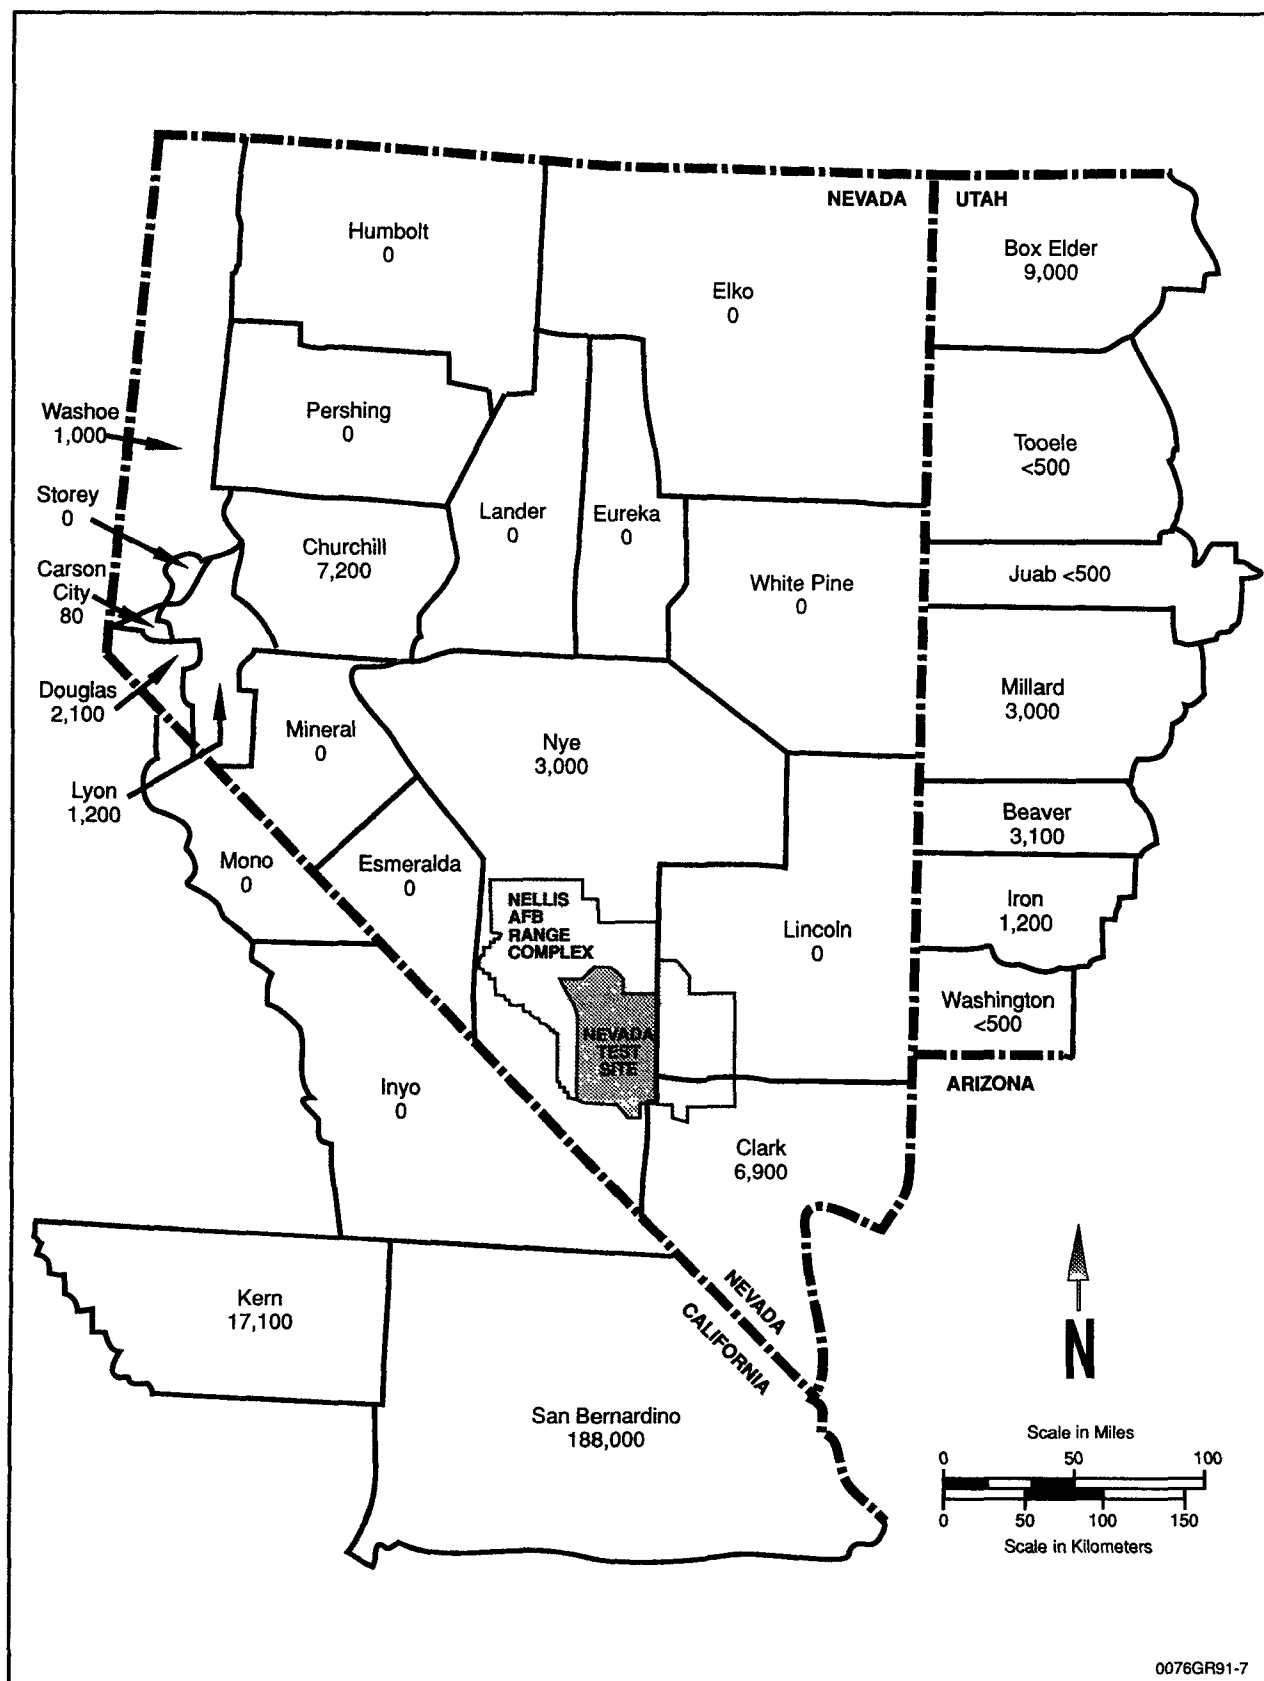 NEVADA
UTAH
Humbolt
0
Box Elder
9,000
Elko
0
Washoe
1,000
Pershing
0
Tooele
<500
Storey
0
Lander
0
Eureka
0
Churchill
7,200
Carson
City
80
White Pine
0
Juab <500
Douglas
2,100
Millard
3,000
Mineral
0
Nye
3,000
Lyon
1,200
Beaver
3,100
Mono
0
Esmeralda
0
NELLIS
AFB
RANGE
COMPLEX
Iron
1,200
Lincoln
0
Washington
<500
NEVADA
TEST
SITE
ARIZONA
Inyo
0
Clark
6,900
Kern
17,100
NEVADA
CALIFORNIA
N
San Bernardino
188,000
Scale in Miles
0 50 100
0 50 100 150
Scale in Kilometers
0076GR91-7